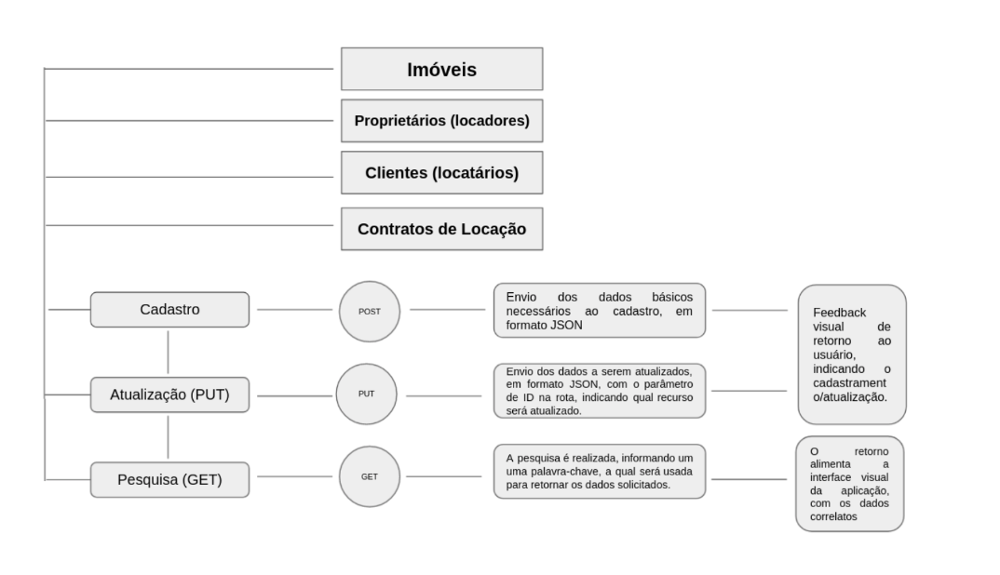 Imóveis
Proprietários (locadores)
Clientes (locatários)
Contratos de Locação
Cadastro
POST
Envio dos dados básicos
necessários ao cadastro, em
formato JSON
Feedback
visual de
retorno ao
usuário,
indicando o
cadastrament
o/atualização.
Atualização (PUT)
PUT
Envio dos dados a serem atualizados,
em formato JSON, com o parâmetro
de ID na rota, indicando qual recurso
será atualizado.
Pesquisa (GET)
GET
A pesquisa é realizada, informando um
uma palavra-chave, a qual será usada
para retornar os dados solicitados.
O retorno
alimenta a
interface visual
da aplicação,
com os dados
correlatos